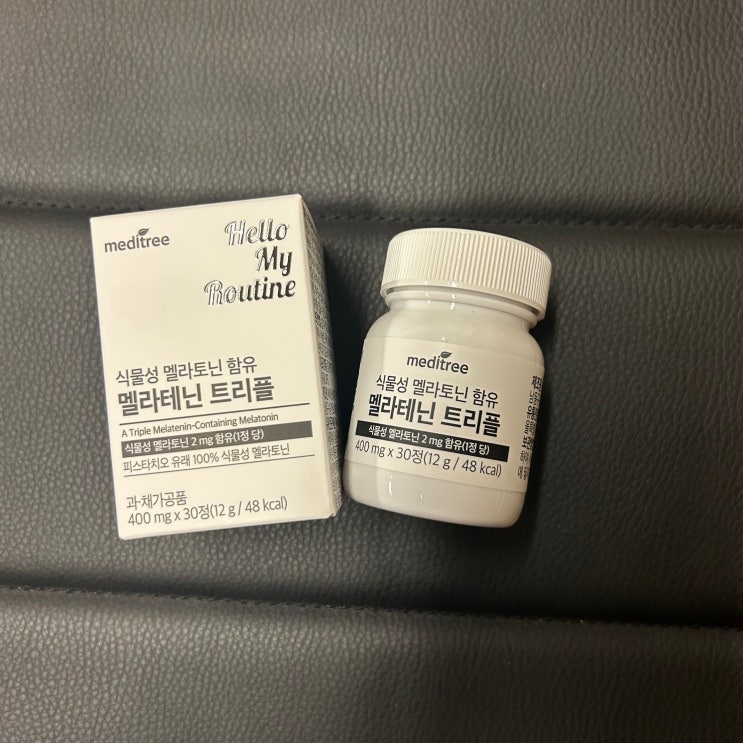 meditree
Hello
My
Routine
식물성 멜라토닌 함유
멜라테닌 트리플
A Triple Melatenin-Containing Melatonin
식물성 멜라토닌 2 mg 함유(1정 당)
피스타치오 유래 100% 식물성 멜라토닌
과·채가공품
400 mg x 30정(12 g / 48 kcal)
meditree
식물성 멜라토닌 함유
멜라테닌 트리플
식물성 멜라토닌 2 mg 함유(1정 당)
400 mg x 30정(12 g / 48 kcal)